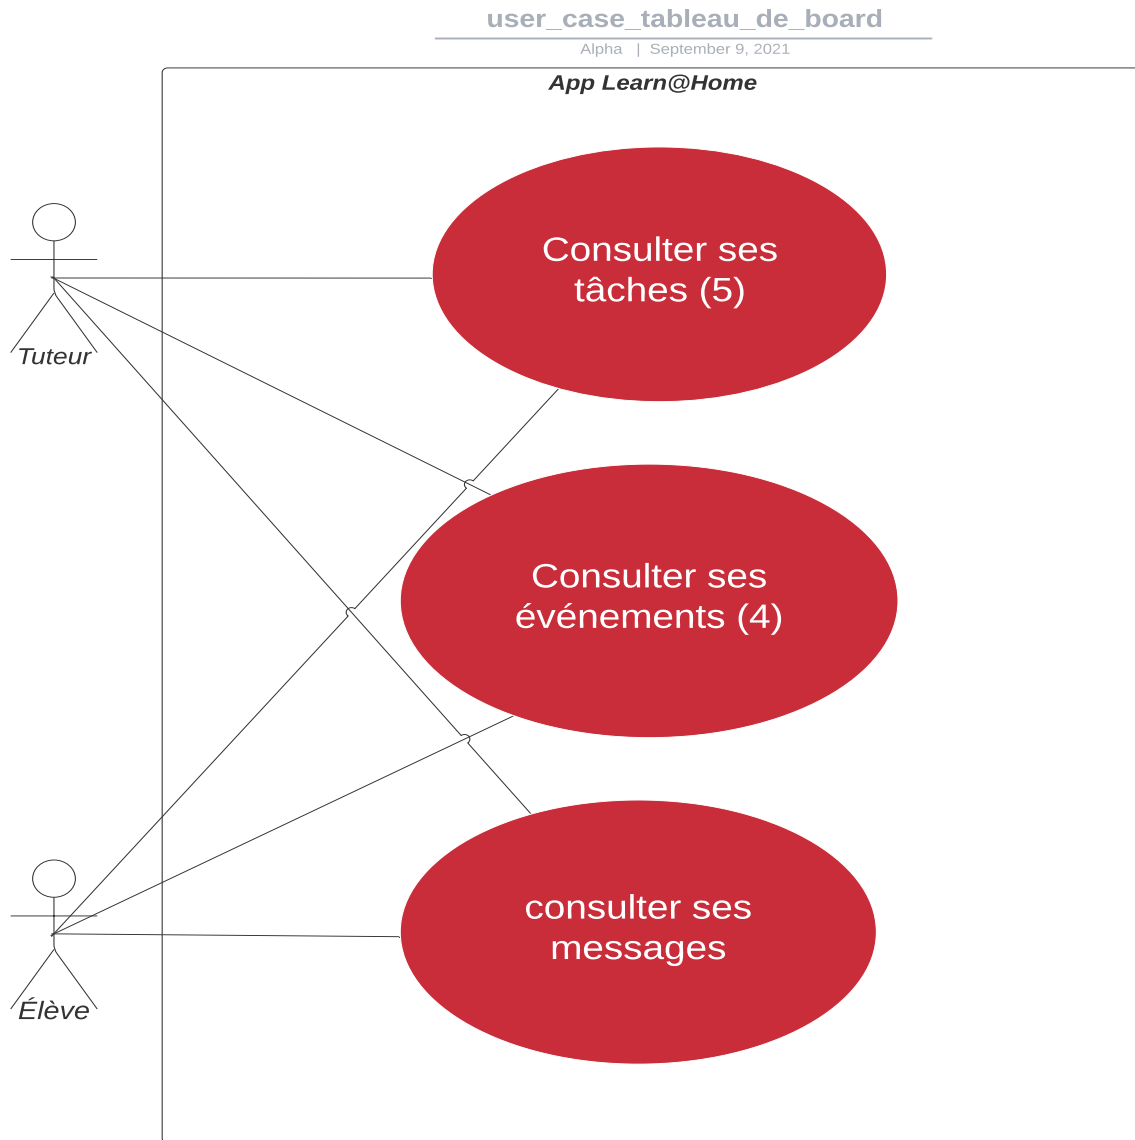 user_case_tableau_de_board
Alpha | September 9, 2021
App Learn@Home
Consulter ses
tâches (5)
Tuteur
Consulter ses
événements (4)
consulter ses
messages
Élève